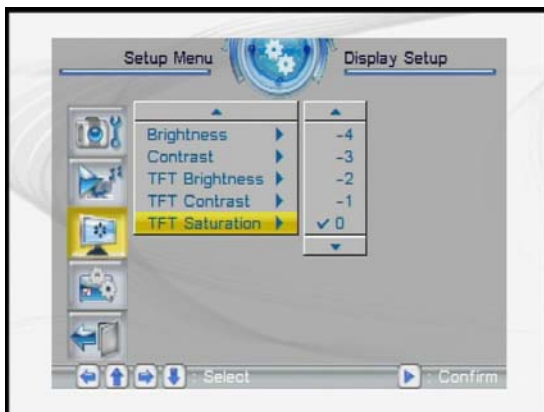 Setup Menu Display Setup
Brightness -4
Contrast -3
TFT Brightness -2
TFT Contrast -1
TFT Saturation ✓ 0
: Select : Confirm